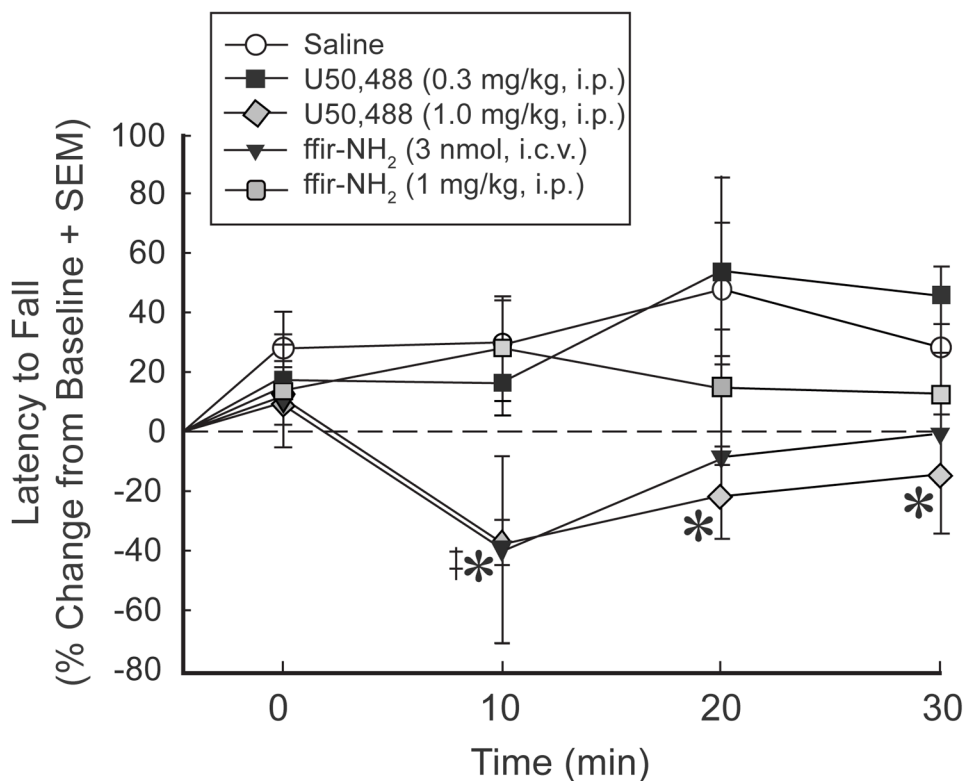 Saline
U50,488 (0.3 mg/kg, i.p.)
U50,488 (1.0 mg/kg, i.p.)
ffir-NH₂ (3 nmol, i.c.v.)
ffir-NH₂ (1 mg/kg, i.p.)
Latency to Fall
(% Change from Baseline + SEM)
100
80
60
40
20
0
-20
-40
-60
-80
‡*
*
*
0 10 20 30
Time (min)